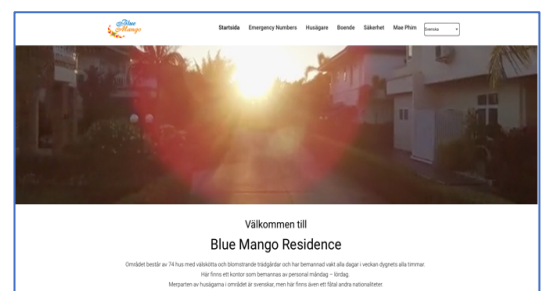 Blue
Mango
Startsida Emergency Numbers Husägare Boende Säkerhet Mae Phim Svenska
Välkommen till
Blue Mango Residence
Området består av 74 hus med välskötta och blomstrande trädgårdar och har bemannad vakt alla dagar i veckan dygnets alla timmar.
Här finns ett kontor som bemannas av personal måndag – lördag
Merparten av husägarna i området är svenskar, men här finns även ett fåtal andra nationaliteter